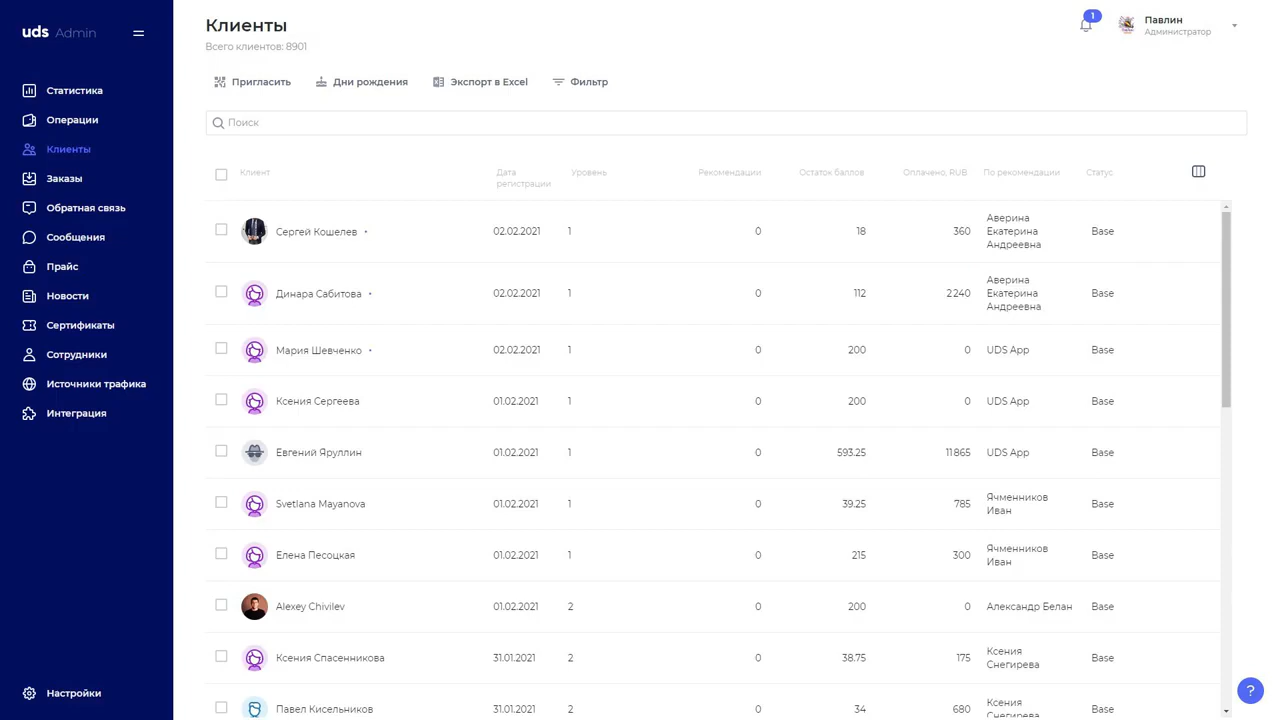 uds Admin
Статистика
Операции
Клиенты
Заказы
Обратная связь
Сообщения
Прайс
Новости
Сертификаты
Сотрудники
Источники трафика
Интеграция
Настройки
Клиенты
Всего клиентов: 8901
1
Павлин
Администратор
Пригласить Дни рождения Экспорт в Excel Фильтр
Поиск
Клиент Дата регистрации Уровень Рекомендации Остаток баллов Оплачено, RUB По рекомендации Статус
Сергей Кошелев 02.02.2021 1 0 18 360 Аверина Екатерина Андреевна Base
Динара Сабитова 02.02.2021 1 0 112 2 240 Аверина Екатерина Андреевна Base
Мария Шевченко 02.02.2021 1 0 200 0 UDS App Base
Ксения Сергеева 01.02.2021 1 0 200 0 UDS App Base
Евгений Яруллин 01.02.2021 1 0 593.25 11 865 UDS App Base
Svetlana Mayanova 01.02.2021 1 0 39.25 785 Ячменников Иван Base
Елена Песоцкая 01.02.2021 1 0 215 300 Ячменников Иван Base
Alexey Chivilev 01.02.2021 2 0 200 0 Александр Белан Base
Ксения Спасенникова 31.01.2021 2 0 38.75 175 Ксения Снегирева Base
Павел Кисельников 31.01.2021 2 0 34 680 Ксения Снегирева Base
?